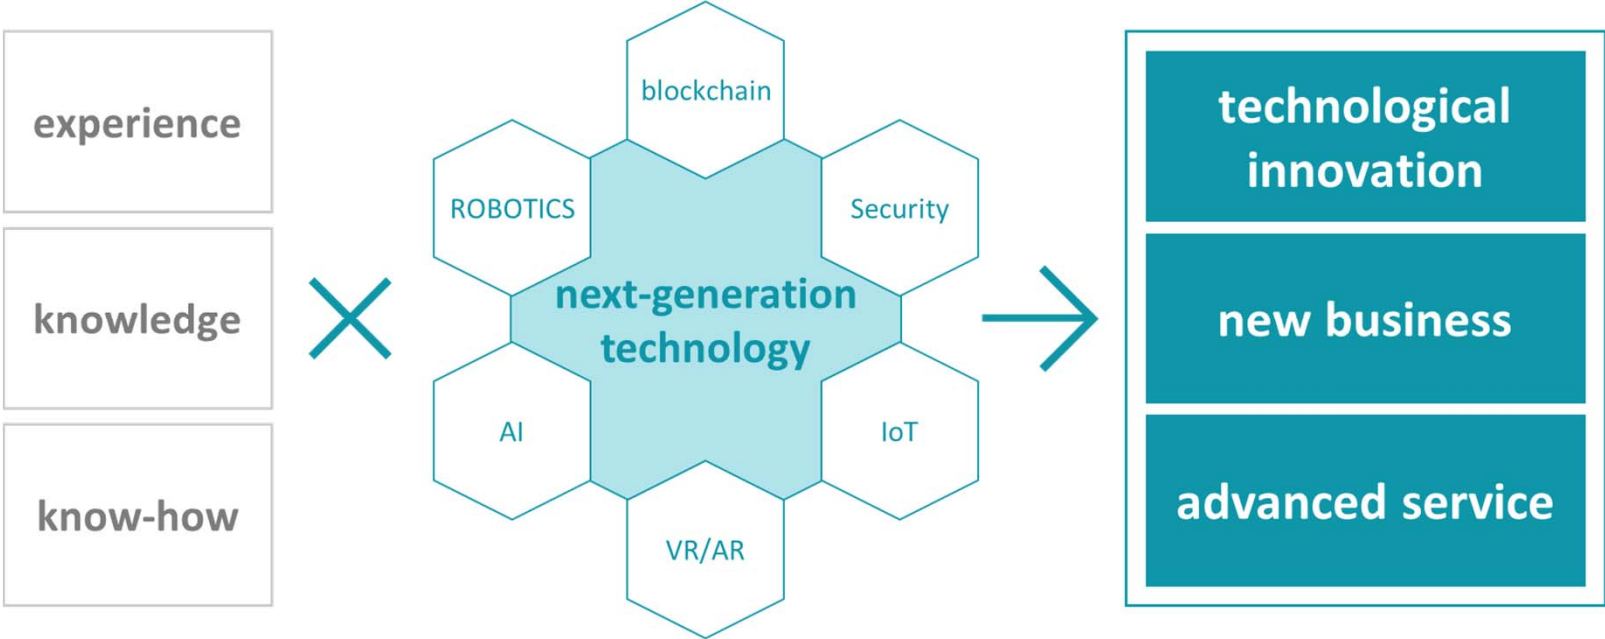 experience
knowledge
know-how
blockchain
ROBOTICS
Security
next-generation
technology
AI
IoT
VR/AR
technological
innovation
new business
advanced service